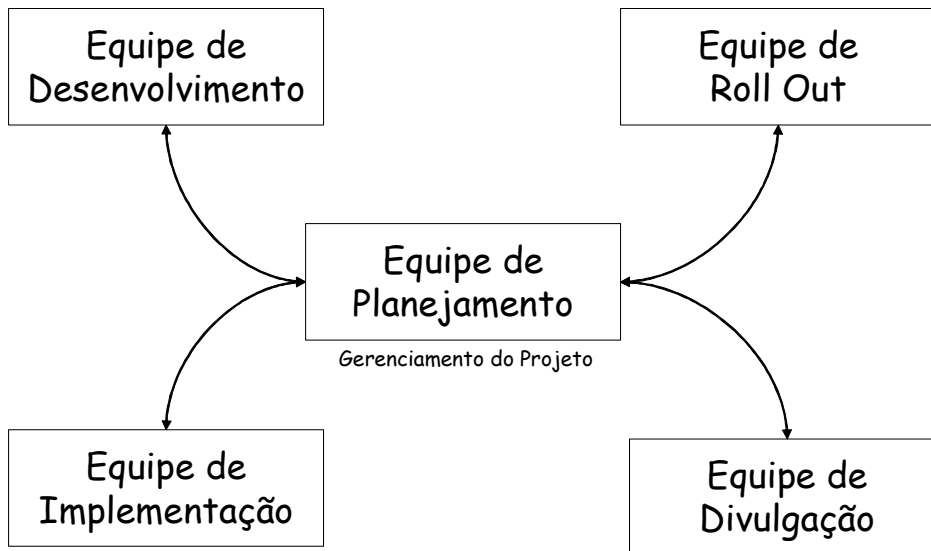 Equipe de
Desenvolvimento
Equipe de
Roll Out
Equipe de
Planejamento
Gerenciamento do Projeto
Equipe de
Implementação
Equipe de
Divulgação